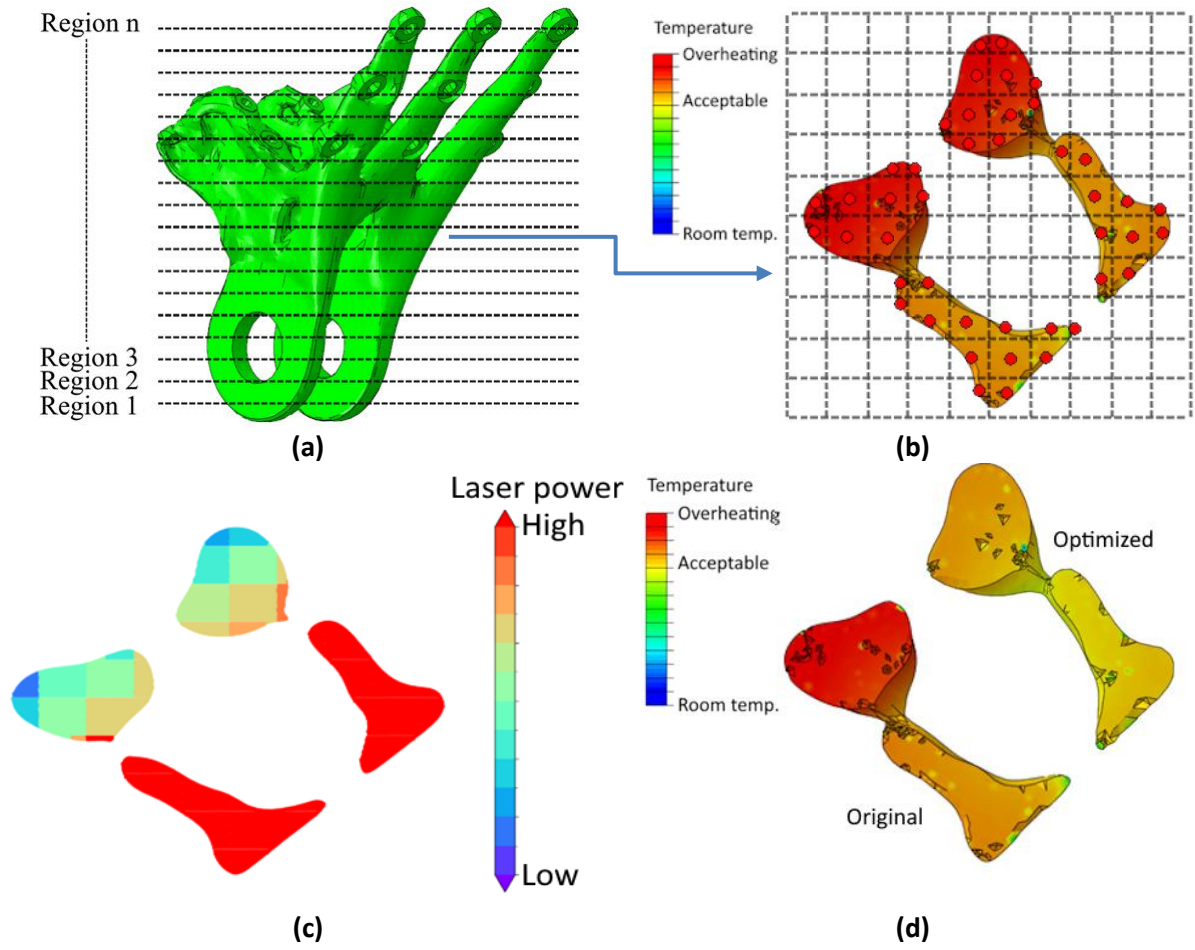 Region n
Region 3
Region 2
Region 1
(a)
Temperature
Overheating
Acceptable
Room temp.
(b)
Laser power
High
Low
(c)
Temperature
Overheating
Acceptable
Room temp.
Optimized
Original
(d)